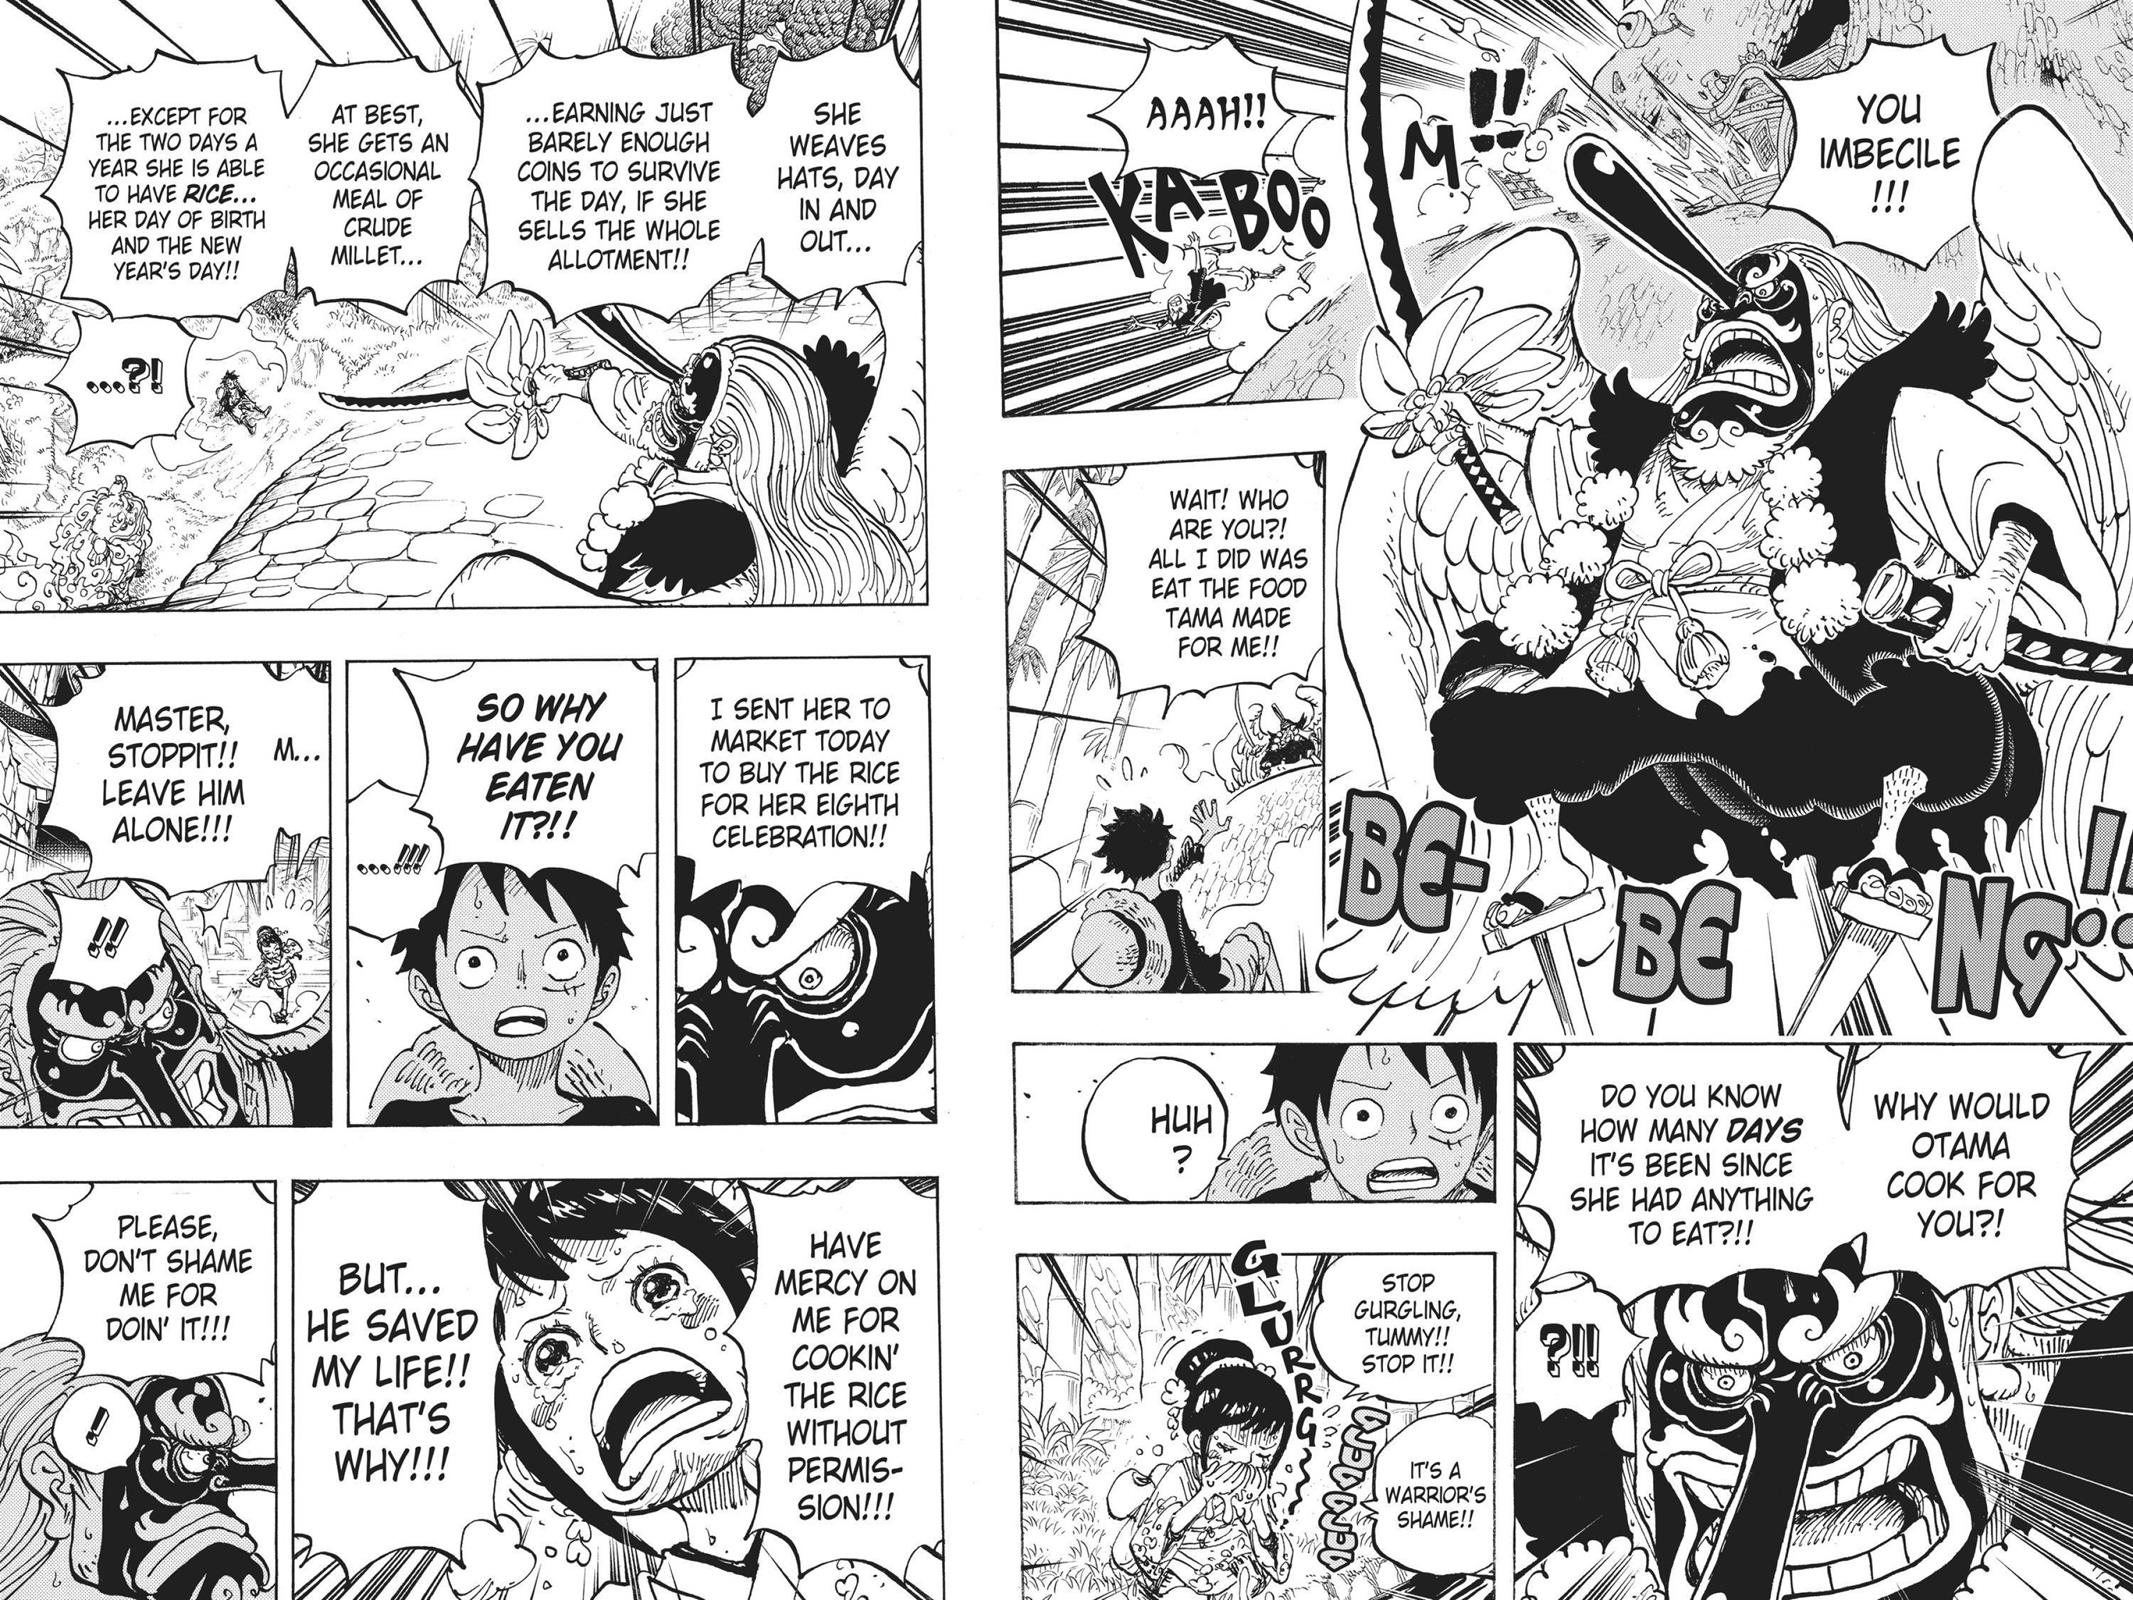 YOU
IMBECILE
!!!
!!
M
AAAH!!
KA-BOOO
WAIT! WHO
ARE YOU?!
ALL I DID WAS
EAT THE FOOD
TAMA MADE
FOR ME!!
BE-
BE
NG!!
WHY WOULD
OTAMA
COOK FOR
YOU?!
DO YOU KNOW
HOW MANY DAYS
IT'S BEEN SINCE
SHE HAD ANYTHING
TO EAT?!!
?!!
HUH
?
STOP
GURGLING,
TUMMY!!
STOP IT!!
GLURRRG
IT'S A
WARRIOR'S
SHAME!!
SHE
WEAVES
HATS, DAY
IN AND
OUT...
...EARNING JUST
BARELY ENOUGH
COINS TO SURVIVE
THE DAY, IF SHE
SELLS THE WHOLE
ALLOTMENT!!
AT BEST,
SHE GETS AN
OCCASIONAL
MEAL OF
CRUDE
MILLET...
...EXCEPT FOR
THE TWO DAYS A
YEAR SHE IS ABLE
TO HAVE RICE...
HER DAY OF BIRTH
AND THE NEW
YEAR'S DAY!!
....?!
I SENT HER TO
MARKET TODAY
TO BUY THE RICE
FOR HER EIGHTH
CELEBRATION!!
SO WHY
HAVE YOU
EATEN
IT?!!
...!!!
M...
MASTER,
STOPPIT!!
LEAVE HIM
ALONE!!!
!!
HAVE
MERCY ON
ME FOR
COOKIN'
THE RICE
WITHOUT
PERMIS-
SION!!!
BUT...
HE SAVED
MY LIFE!!
THAT'S
WHY!!!
PLEASE,
DON'T SHAME
ME FOR
DOIN' IT!!!
!